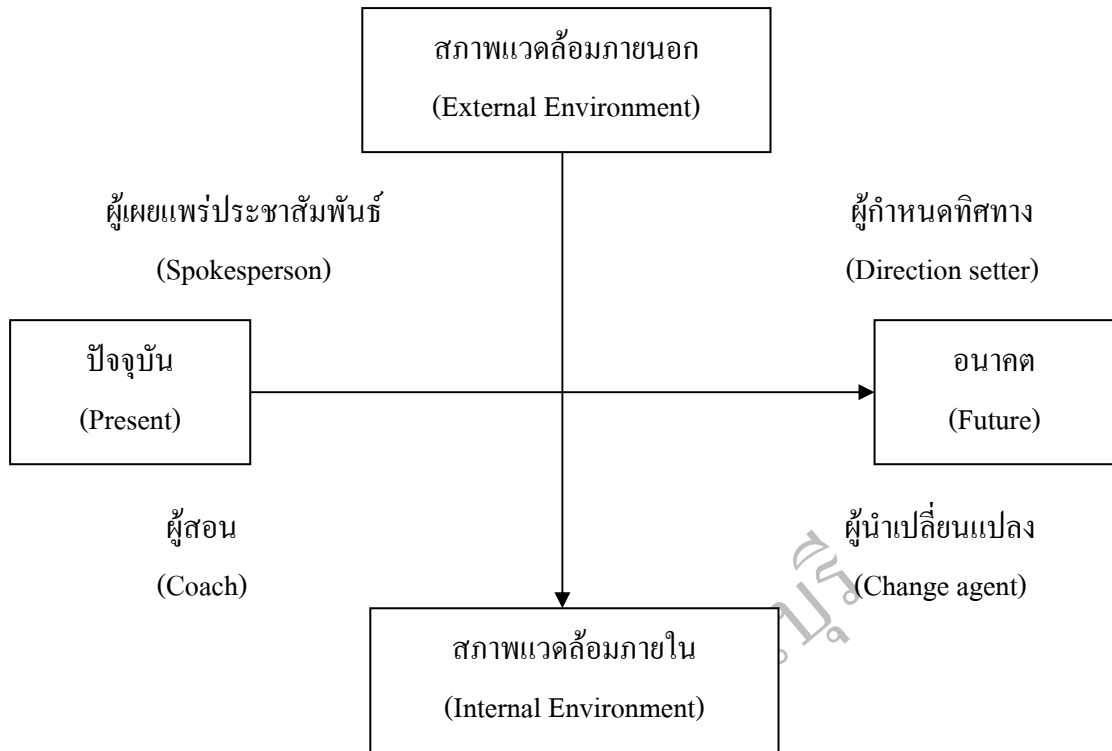 สภาพแวดล้อมภายนอก
(External Environment)
ผู้เผยแพร่ประชาสัมพันธ์
(Spokesperson)
ผู้กำหนดทิศทาง
(Direction setter)
ปัจจุบัน
(Present)
อนาคต
(Future)
ผู้สอน
(Coach)
ผู้นำเปลี่ยนแปลง
(Change agent)
สภาพแวดล้อมภายใน
(Internal Environment)